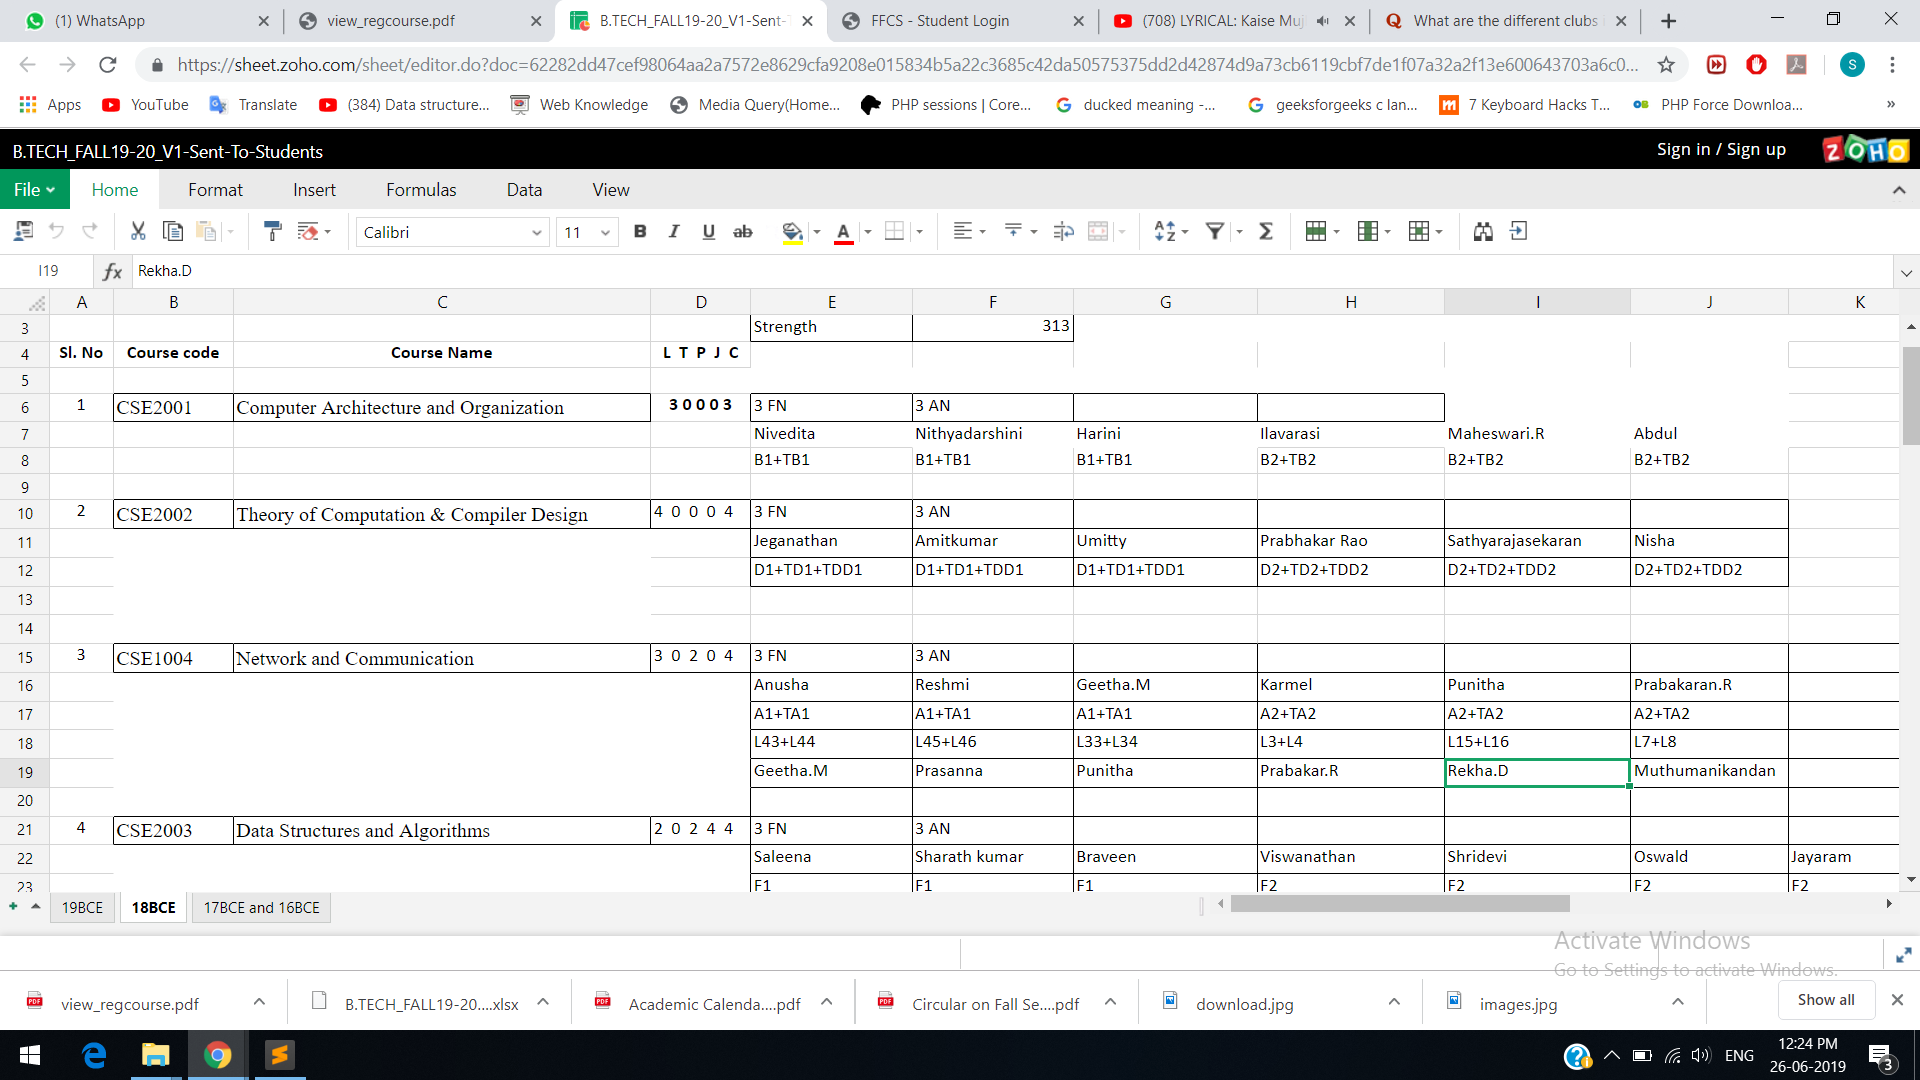 (1) WhatsApp
view_regcourse.pdf
B.TECH_FALL19-20_V1-Sent-
FFCS - Student Login
(708) LYRICAL: Kaise Muj
What are the different clubs
https://sheet.zoho.com/sheet/editor.do?doc=62282dd47cef98064aa2a7572e8629cfa9208e015834b5a22c3685c42da50575375dd2d42874d9a73cb6119cbf7de1f07a32a2f13e600643703a6c0...
S
Apps YouTube Translate (384) Data structure... Web Knowledge Media Query(Home... PHP sessions | Core... ducked meaning -... geeksforgeeks c lan... 7 Keyboard Hacks T... PHP Force Downloa... »
B.TECH_FALL19-20_V1-Sent-To-Students Sign in / Sign up ZOHO
File Home Format Insert Formulas Data View
Calibri 11 B I U ab A Σ
I19 fx Rekha.D
A B C D E F G H I J K
3 Strength 313
4 Sl. No Course code Course Name L T P J C
5
6 1 CSE2001 Computer Architecture and Organization 3 0 0 0 3 3 FN 3 AN
7 Nivedita Nithyadarshini Harini Ilavarasi Maheswari.R Abdul
8 B1+TB1 B1+TB1 B1+TB1 B2+TB2 B2+TB2 B2+TB2
9
10 2 CSE2002 Theory of Computation & Compiler Design 4 0 0 0 4 3 FN 3 AN
11 Jeganathan Amitkumar Umitty Prabhakar Rao Sathyarajasekaran Nisha
12 D1+TD1+TDD1 D1+TD1+TDD1 D1+TD1+TDD1 D2+TD2+TDD2 D2+TD2+TDD2 D2+TD2+TDD2
13
14
15 3 CSE1004 Network and Communication 3 0 2 0 4 3 FN 3 AN
16 Anusha Reshmi Geetha.M Karmel Punitha Prabakaran.R
17 A1+TA1 A1+TA1 A1+TA1 A2+TA2 A2+TA2 A2+TA2
18 L43+L44 L45+L46 L33+L34 L3+L4 L15+L16 L7+L8
19 Geetha.M Prasanna Punitha Prabakar.R Rekha.D Muthumanikandan
20
21 4 CSE2003 Data Structures and Algorithms 2 0 2 4 4 3 FN 3 AN
22 Saleena Sharath kumar Braveen Viswanathan Shridevi Oswald Jayaram
23 F1 F1 F1 F2 F2 F2 F2
19BCE 18BCE 17BCE and 16BCE
Activate Windows
Go to Settings to activate Windows.
view_regcourse.pdf B.TECH_FALL19-20....xlsx Academic Calenda....pdf Circular on Fall Se....pdf download.jpg images.jpg Show all
ENG 12:24 PM
26-06-2019 3